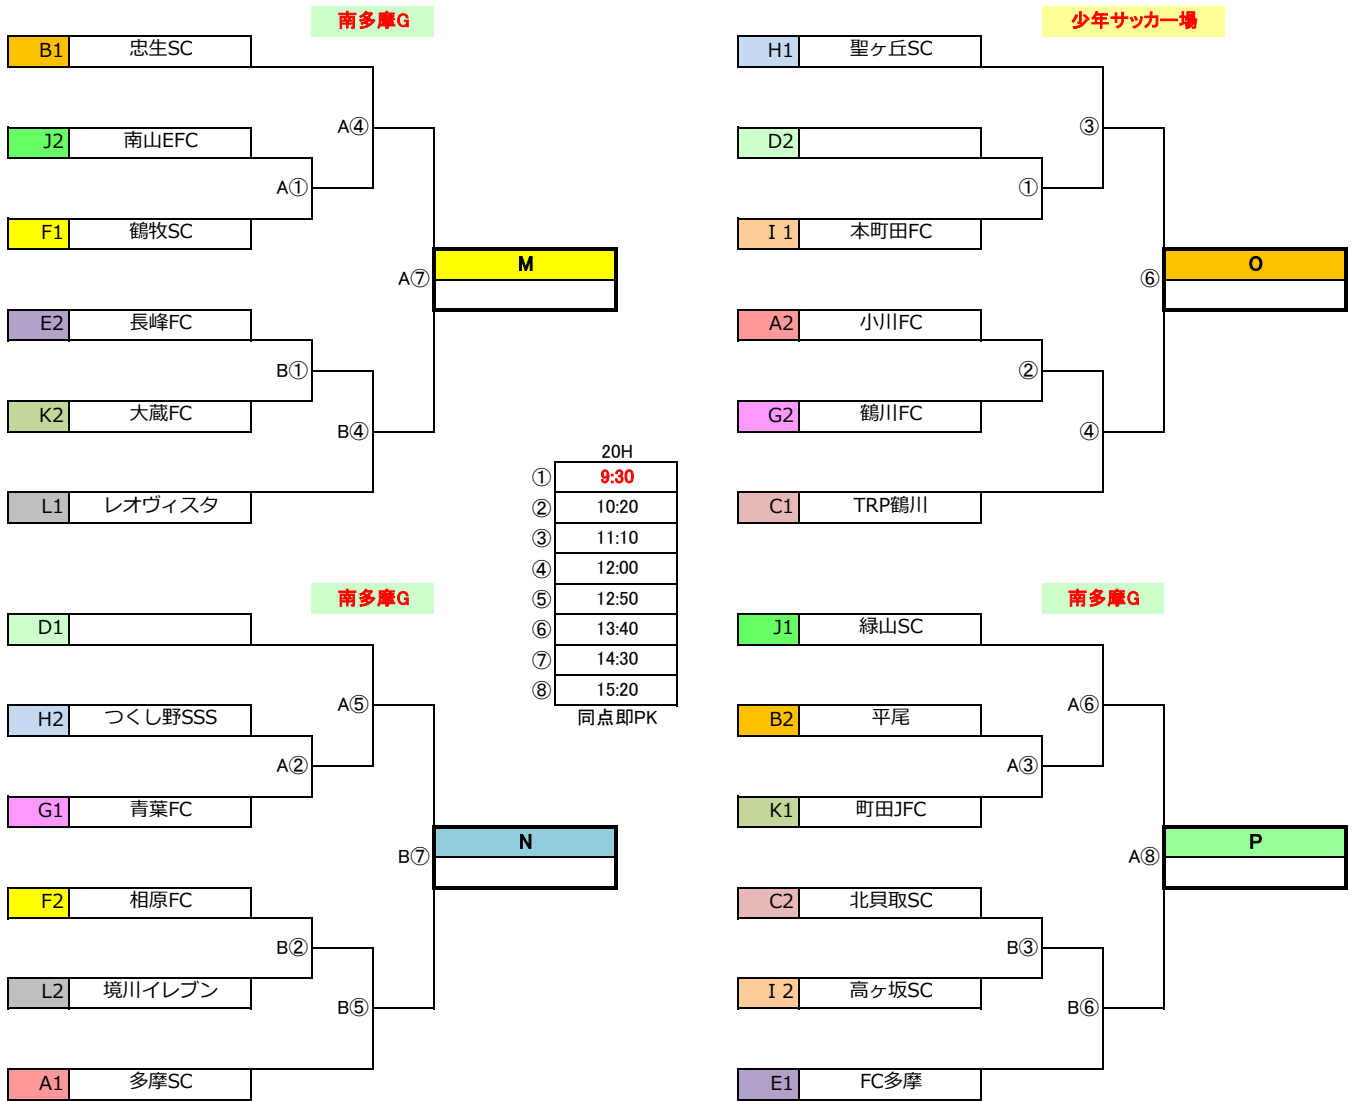 南多摩G
B1 忠生SC
A④
J2 南山EFC
A①
F1 鶴牧SC
A⑦
M
E2 長峰FC
B①
K2 大蔵FC
B④
L1 レオヴィスタ
少年サッカー場
H1 聖ヶ丘SC
③
D2
①
I 1 本町田FC
⑥
O
A2 小川FC
②
G2 鶴川FC
④
C1 TRP鶴川
20H
① 9:30
② 10:20
③ 11:10
④ 12:00
⑤ 12:50
⑥ 13:40
⑦ 14:30
⑧ 15:20
同点即PK
南多摩G
D1
A⑤
H2 つくし野SSS
A②
G1 青葉FC
B⑦
N
F2 相原FC
B②
L2 境川イレブン
B⑤
A1 多摩SC
南多摩G
J1 緑山SC
A⑥
B2 平尾
A③
K1 町田JFC
A⑧
P
C2 北貝取SC
B③
I 2 高ヶ坂SC
B⑥
E1 FC多摩